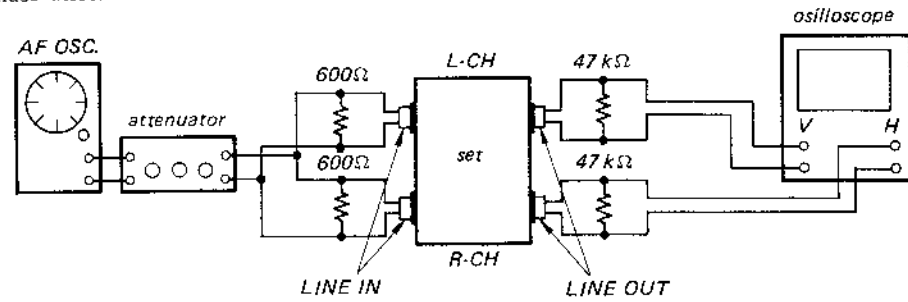 osilloscope
AF OSC.
L-CH
600Ω
47 kΩ
attenuator
V
H
set
600Ω
47 kΩ
R-CH
LINE IN
LINE OUT